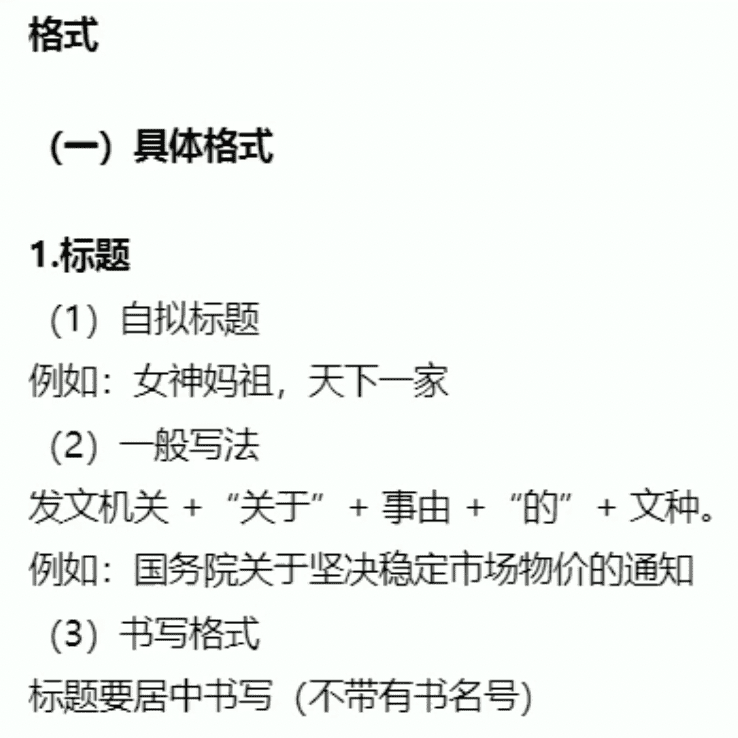 格式
（一）具体格式
1.标题
（1）自拟标题
例如：女神妈祖，天下一家
（2）一般写法
发文机关 + “关于” + 事由 + “的” + 文种。
例如：国务院关于坚决稳定市场物价的通知
（3）书写格式
标题要居中书写（不带有书名号）